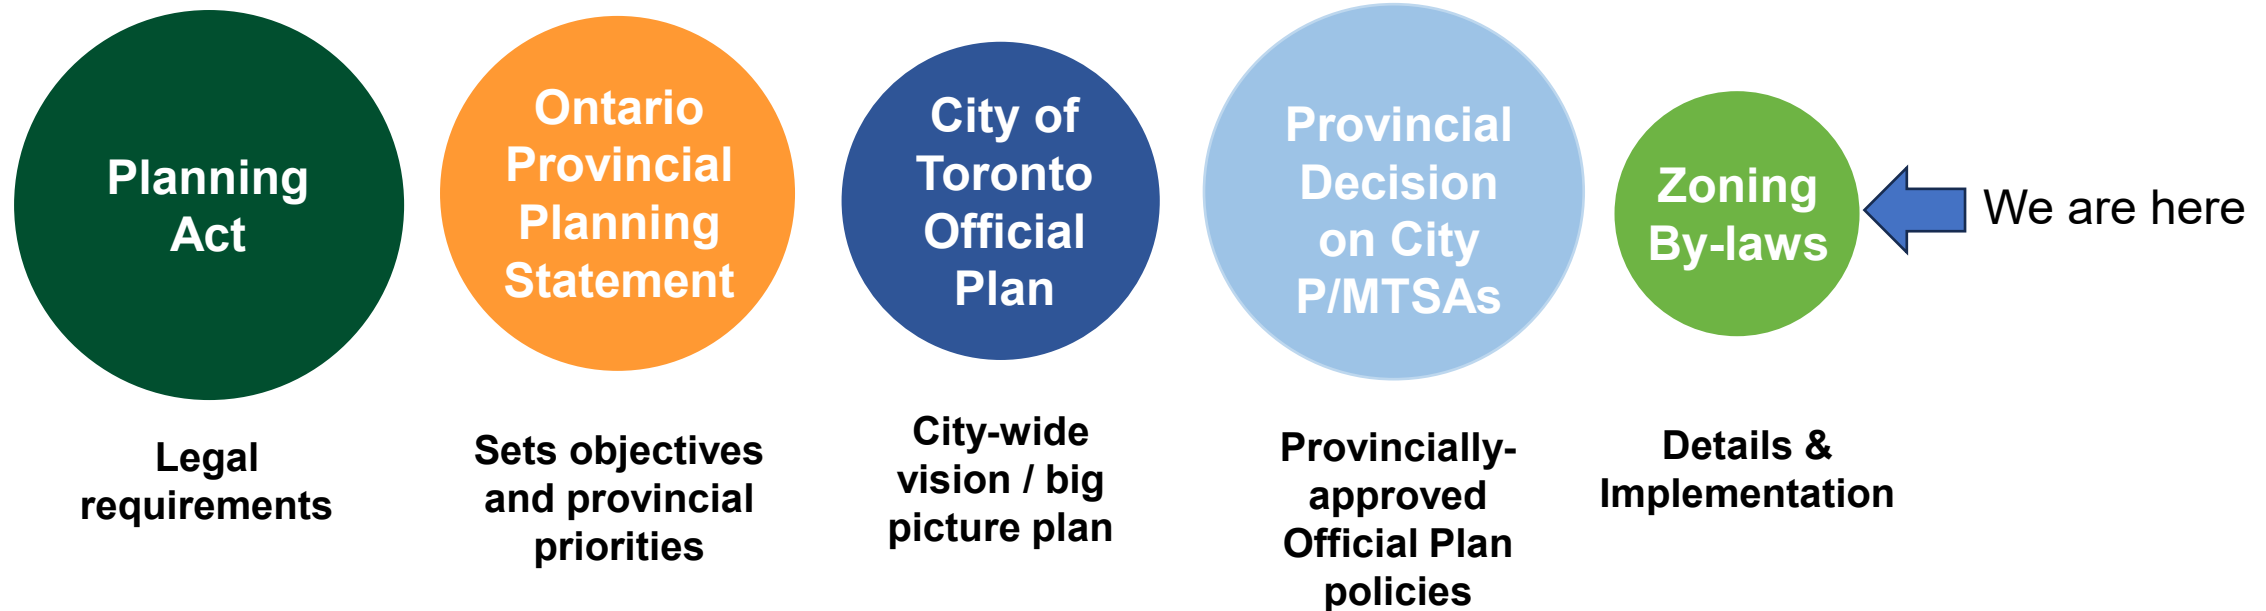 Planning
Act
Ontario
Provincial
Planning
Statement
City of
Toronto
Official
Plan
Provincial
Decision
on City
P/MTSAs
Zoning
By-laws
We are here
Legal
requirements
Sets objectives
and provincial
priorities
City-wide
vision / big
picture plan
Provincially-
approved
Official Plan
policies
Details &
Implementation